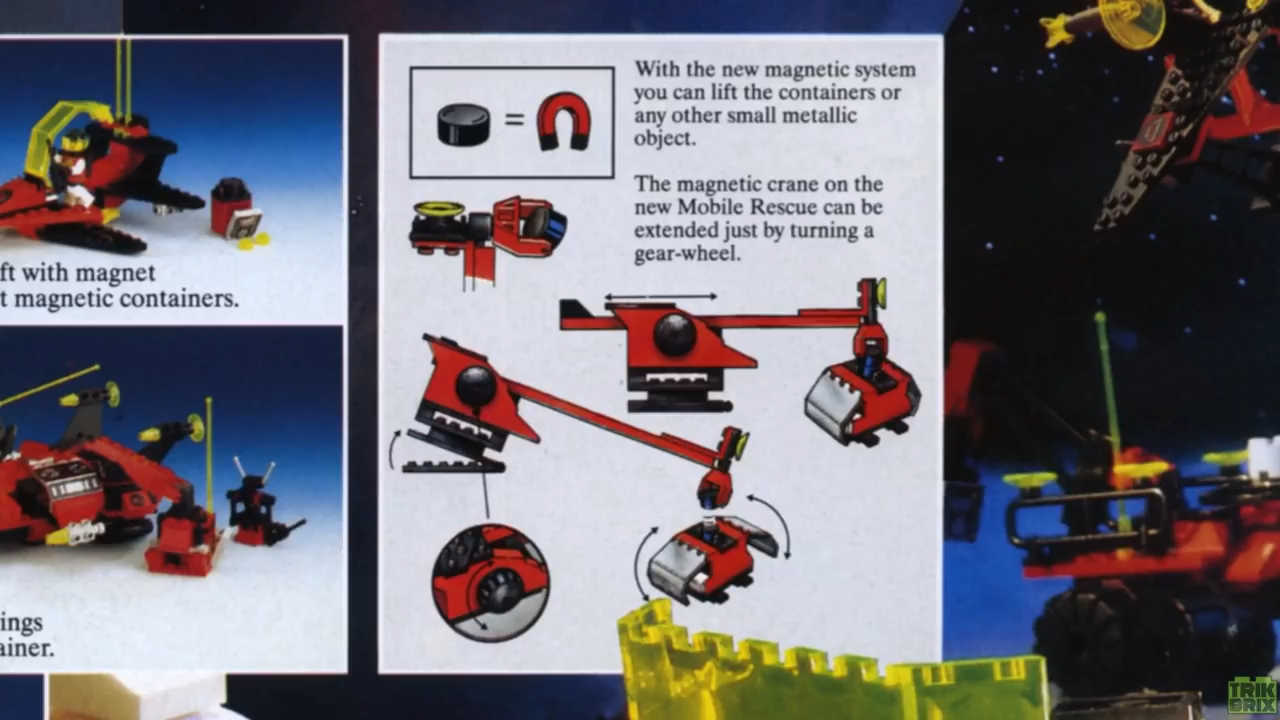 With the new magnetic system
you can lift the containers or
any other small metallic
object.
The magnetic crane on the
new Mobile Rescue can be
extended just by turning a
gear-wheel.
ft with magnet
t magnetic containers.
ings
ainer.
TRIK
BRIX